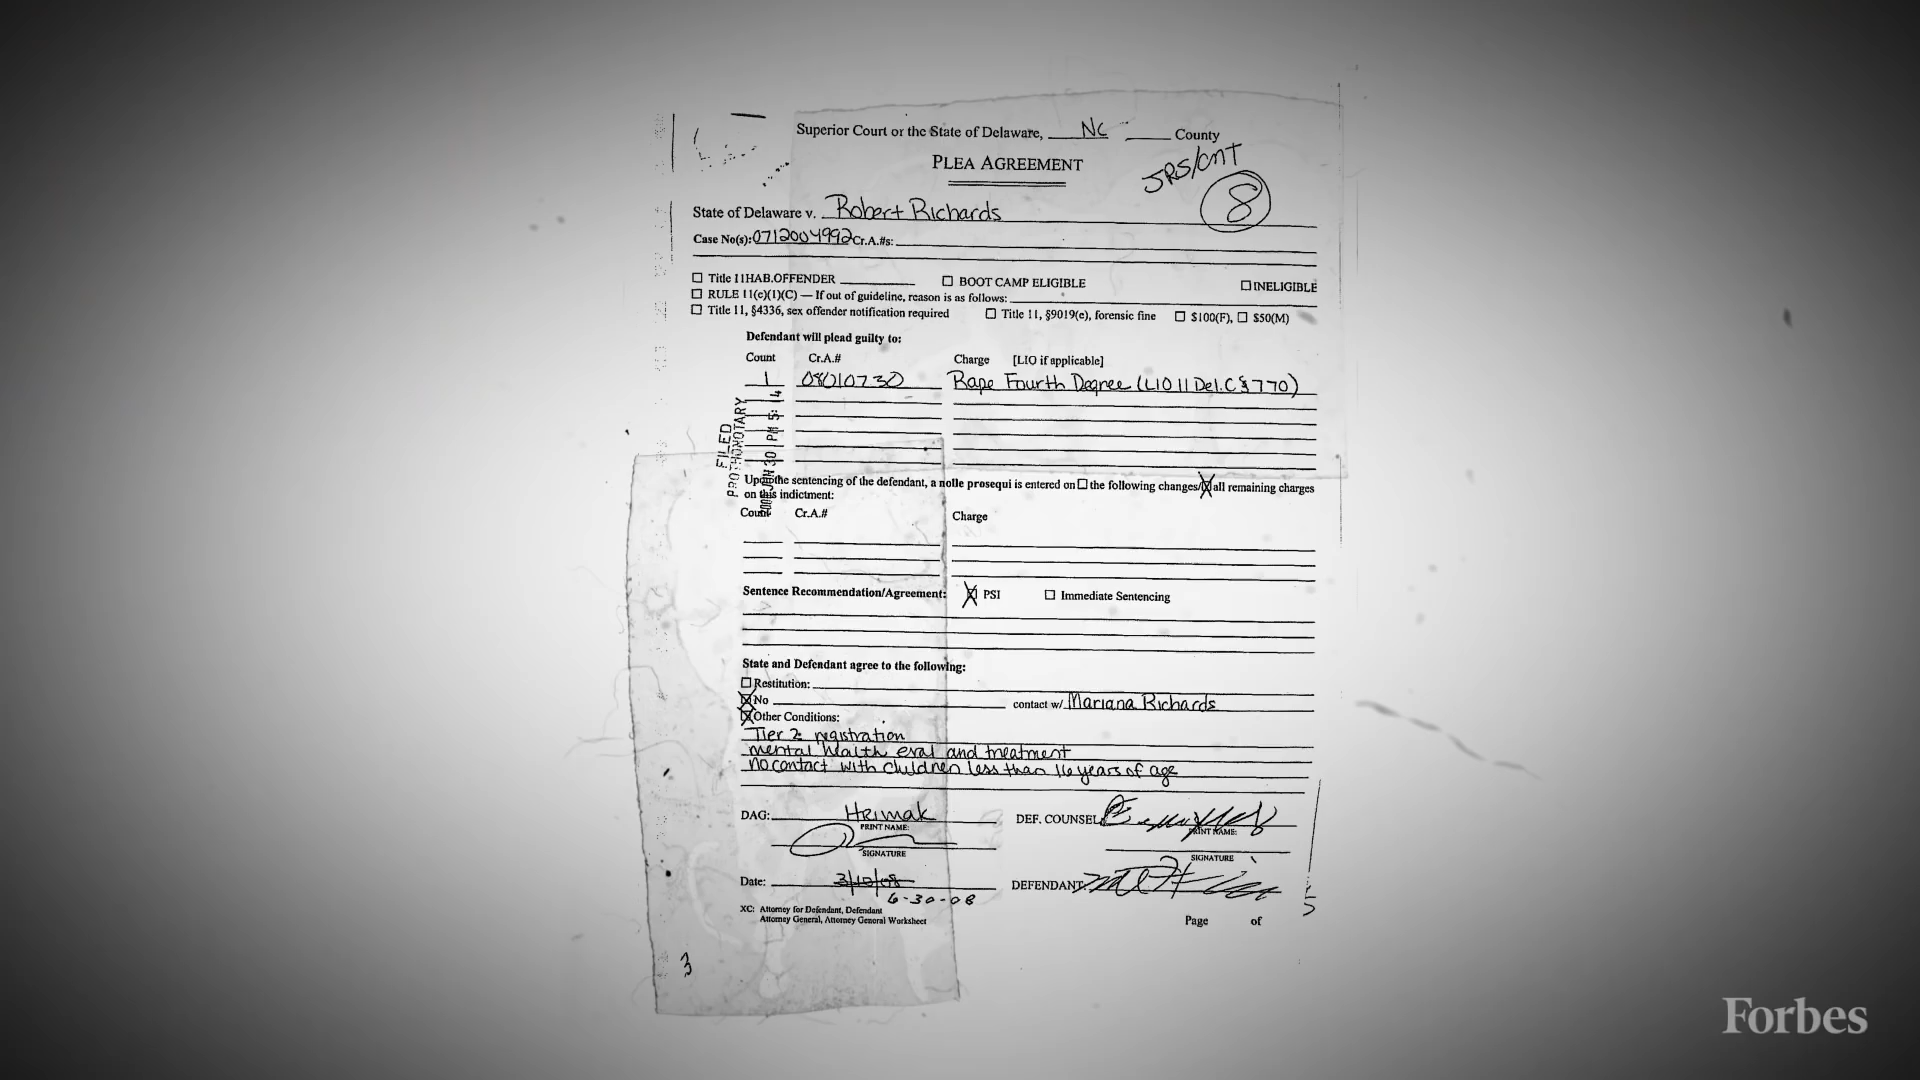 Superior Court or the State of Delaware, NC County
PLEA AGREEMENT
JRS/CNT
8
State of Delaware v. Robert Richards
Case No(s): 0712004992 Cr.A.#s:
☐ Title 11 HAB.OFFENDER ☐ BOOT CAMP ELIGIBLE ☐ INELIGIBLE
☐ RULE 11(e)(1)(C) — If out of guideline, reason is as follows:
☐ Title 11, §4336, sex offender notification required ☐ Title 11, §9019(e), forensic fine ☐ $100(F), ☐ $50(M)
Defendant will plead guilty to:
Count Cr.A.# Charge [LIO if applicable]
1 08010730 Rape Fourth Degree (LIO 11 Del.C §770)
FILED
PROTHONOTARY
30 PM 5: 14
Upon the sentencing of the defendant, a nolle prosequi is entered on ☐ the following changes/☒ all remaining charges
on this indictment:
Count Cr.A.# Charge
Sentence Recommendation/Agreement: ☒ PSI ☐ Immediate Sentencing
State and Defendant agree to the following:
☐ Restitution:
☒ No contact w/ Mariana Richards
☒ Other Conditions:
Tier 2 registration
mental health eval and treatment
no contact with children less than 16 years of age
DAG: Hrimak DEF. COUNSEL
PRINT NAME: PRINT NAME:
SIGNATURE SIGNATURE
Date: 3/10/08 DEFENDANT
6-30-08
XC: Attorney for Defendant, Defendant
Attorney General, Attorney General Worksheet
Page of
3
Forbes